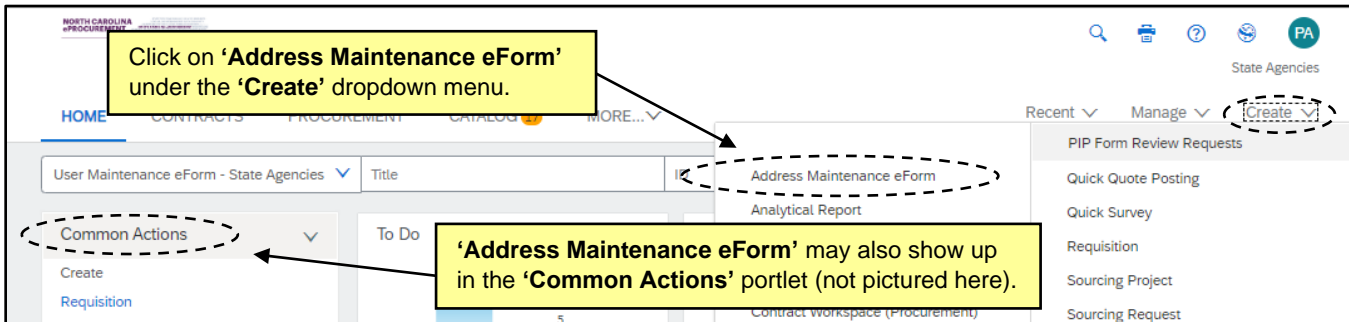 NORTH CAROLINA
ePROCUREMENT
Click on ‘Address Maintenance eForm’
under the ‘Create’ dropdown menu.
PA
State Agencies
HOME CONTRACTS PROCUREMENT CATALOG 17 MORE...
Recent Manage Create
PIP Form Review Requests
User Maintenance eForm - State Agencies Title ID
Address Maintenance eForm
Quick Quote Posting
Analytical Report
Quick Survey
Common Actions
To Do
‘Address Maintenance eForm’ may also show up
in the ‘Common Actions’ portlet (not pictured here).
Requisition
Create
Sourcing Project
Requisition
5
Contract Workspace (Procurement)
Sourcing Request